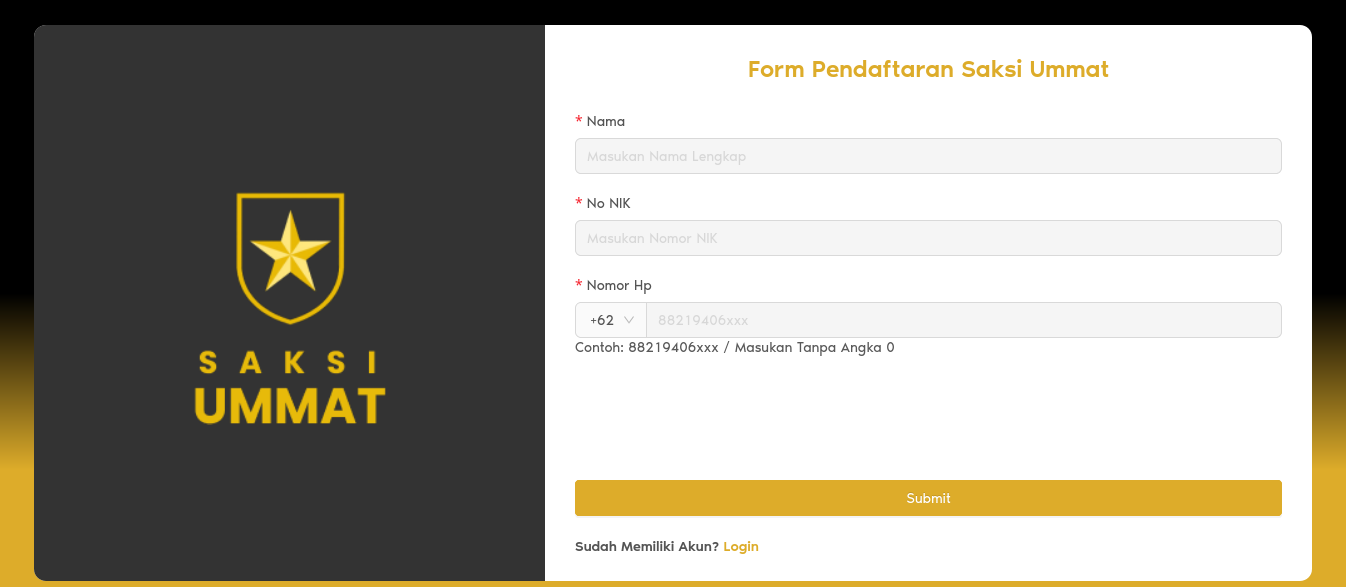 S A K S I
UMMAT
Form Pendaftaran Saksi Ummat
* Nama
Masukan Nama Lengkap
* No NIK
Masukan Nomor NIK
* Nomor Hp
+62 88219406xxx
Contoh: 88219406xxx / Masukan Tanpa Angka 0
Submit
Sudah Memiliki Akun? Login